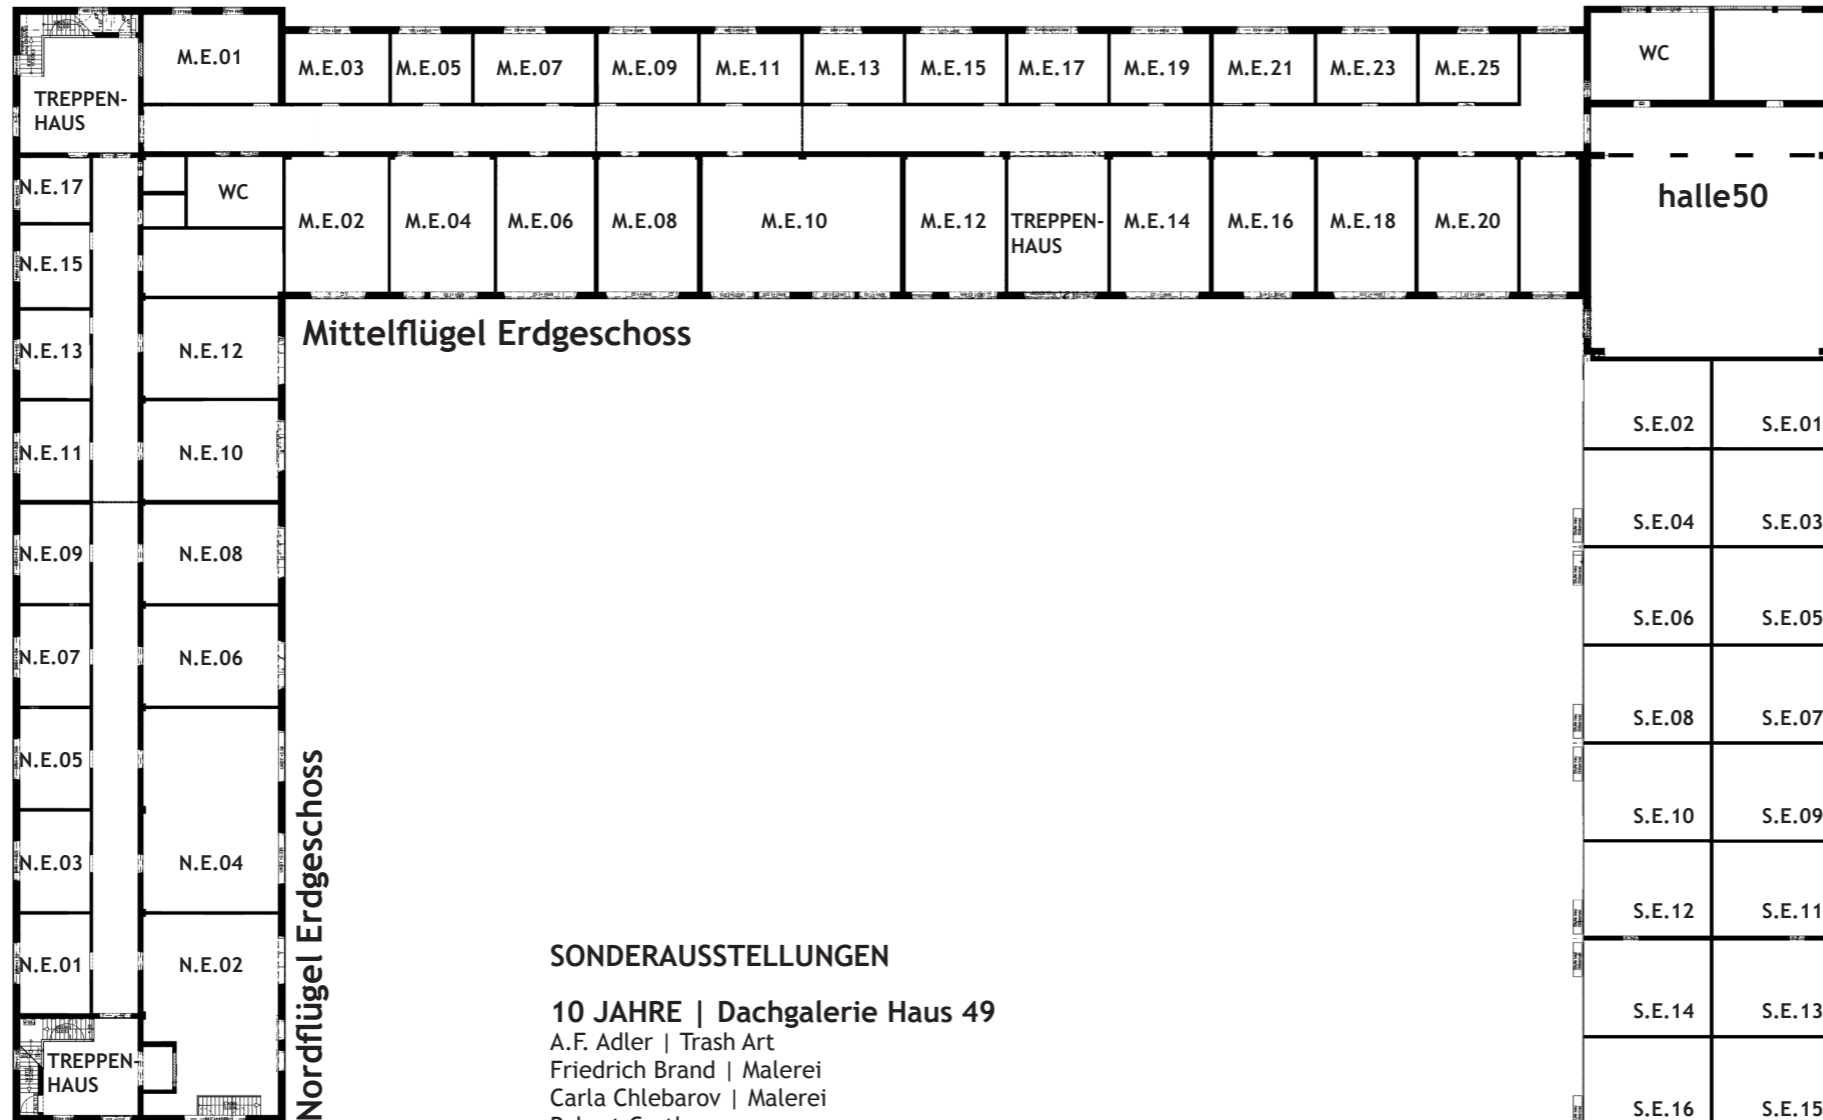 M.E.01
M.E.03
M.E.05
M.E.07
M.E.09
M.E.11
M.E.13
M.E.15
M.E.17
M.E.19
M.E.21
M.E.23
M.E.25
WC
TREPPEN-
HAUS
N.E.17
WC
M.E.02
M.E.04
M.E.06
M.E.08
M.E.10
M.E.12
TREPPEN-
HAUS
M.E.14
M.E.16
M.E.18
M.E.20
halle50
N.E.15
N.E.13
N.E.12
Mittelflügel Erdgeschoss
N.E.11
N.E.10
N.E.09
N.E.08
N.E.07
N.E.06
N.E.05
N.E.03
N.E.04
N.E.01
N.E.02
TREPPEN-
HAUS
Nordflügel Erdgeschoss
S.E.02
S.E.01
S.E.04
S.E.03
S.E.06
S.E.05
S.E.08
S.E.07
S.E.10
S.E.09
S.E.12
S.E.11
S.E.14
S.E.13
S.E.16
S.E.15
SONDERAUSSTELLUNGEN
10 JAHRE | Dachgalerie Haus 49
A.F. Adler | Trash Art
Friedrich Brand | Malerei
Carla Chlebarov | Malerei